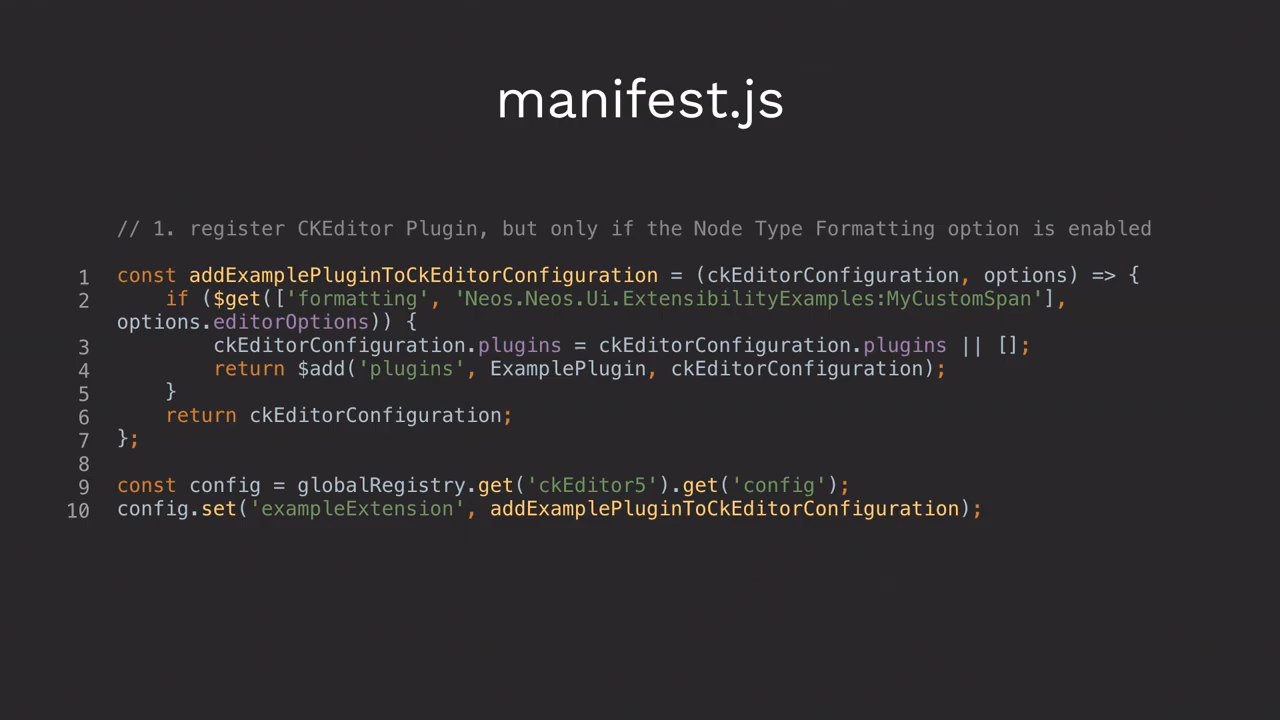 manifest.js
// 1. register CKEditor Plugin, but only if the Node Type Formatting option is enabled
1 const addExamplePluginToCkEditorConfiguration = (ckEditorConfiguration, options) => {
2     if ($get(['formatting', 'Neos.Neos.Ui.ExtensibilityExamples:MyCustomSpan'],
options.editorOptions)) {
3         ckEditorConfiguration.plugins = ckEditorConfiguration.plugins || [];
4         return $add('plugins', ExamplePlugin, ckEditorConfiguration);
5     }
6     return ckEditorConfiguration;
7 };
8
9 const config = globalRegistry.get('ckEditor5').get('config');
10 config.set('exampleExtension', addExamplePluginToCkEditorConfiguration);